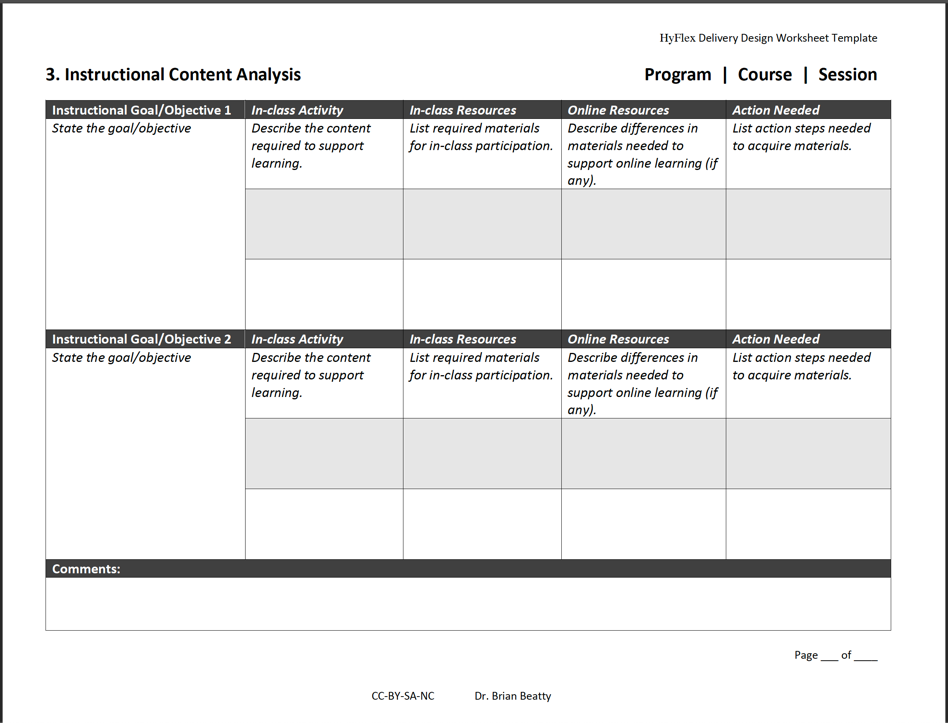 HyFlex Delivery Design Worksheet Template
3. Instructional Content Analysis
Program | Course | Session
Instructional Goal/Objective 1
In-class Activity
In-class Resources
Online Resources
Action Needed
State the goal/objective
Describe the content
required to support
learning.
List required materials
for in-class participation.
Describe differences in
materials needed to
support online learning (if
any).
List action steps needed
to acquire materials.
Instructional Goal/Objective 2
In-class Activity
In-class Resources
Online Resources
Action Needed
State the goal/objective
Describe the content
required to support
learning.
List required materials
for in-class participation.
Describe differences in
materials needed to
support online learning (if
any).
List action steps needed
to acquire materials.
Comments:
Page ___ of ____
CC-BY-SA-NC
Dr. Brian Beatty